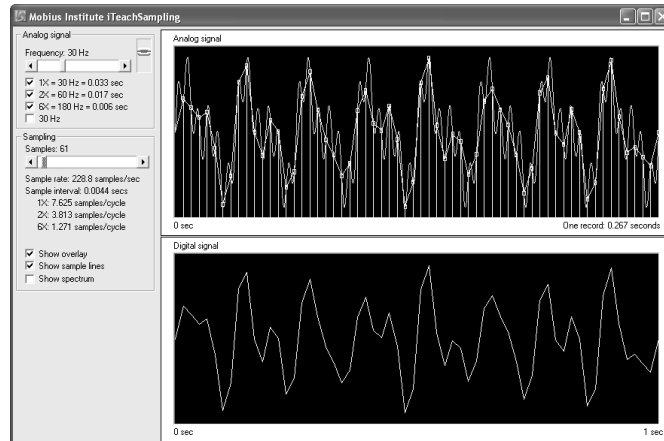 Mobius Institute iTeachSampling
Analog signal
Frequency: 30 Hz
1X = 30 Hz = 0.033 sec
2X = 60 Hz = 0.017 sec
6X = 180 Hz = 0.006 sec
30 Hz
Sampling
Samples: 61
Sample rate: 228.8 samples/sec
Sample interval: 0.0044 secs
1X: 7.625 samples/cycle
2X: 3.813 samples/cycle
6X: 1.271 samples/cycle
Show overlay
Show sample lines
Show spectrum
Analog signal
0 sec
One record: 0.267 seconds
Digital signal
0 sec
1 sec